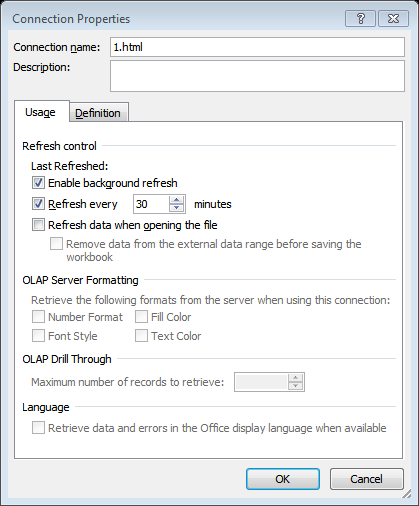 Connection Properties
Connection name: 1.html
Description:
Usage Definition
Refresh control
Last Refreshed:
Enable background refresh
Refresh every 30 minutes
Refresh data when opening the file
Remove data from the external data range before saving the
workbook
OLAP Server Formatting
Retrieve the following formats from the server when using this connection:
Number Format Fill Color
Font Style Text Color
OLAP Drill Through
Maximum number of records to retrieve:
Language
Retrieve data and errors in the Office display language when available
OK Cancel